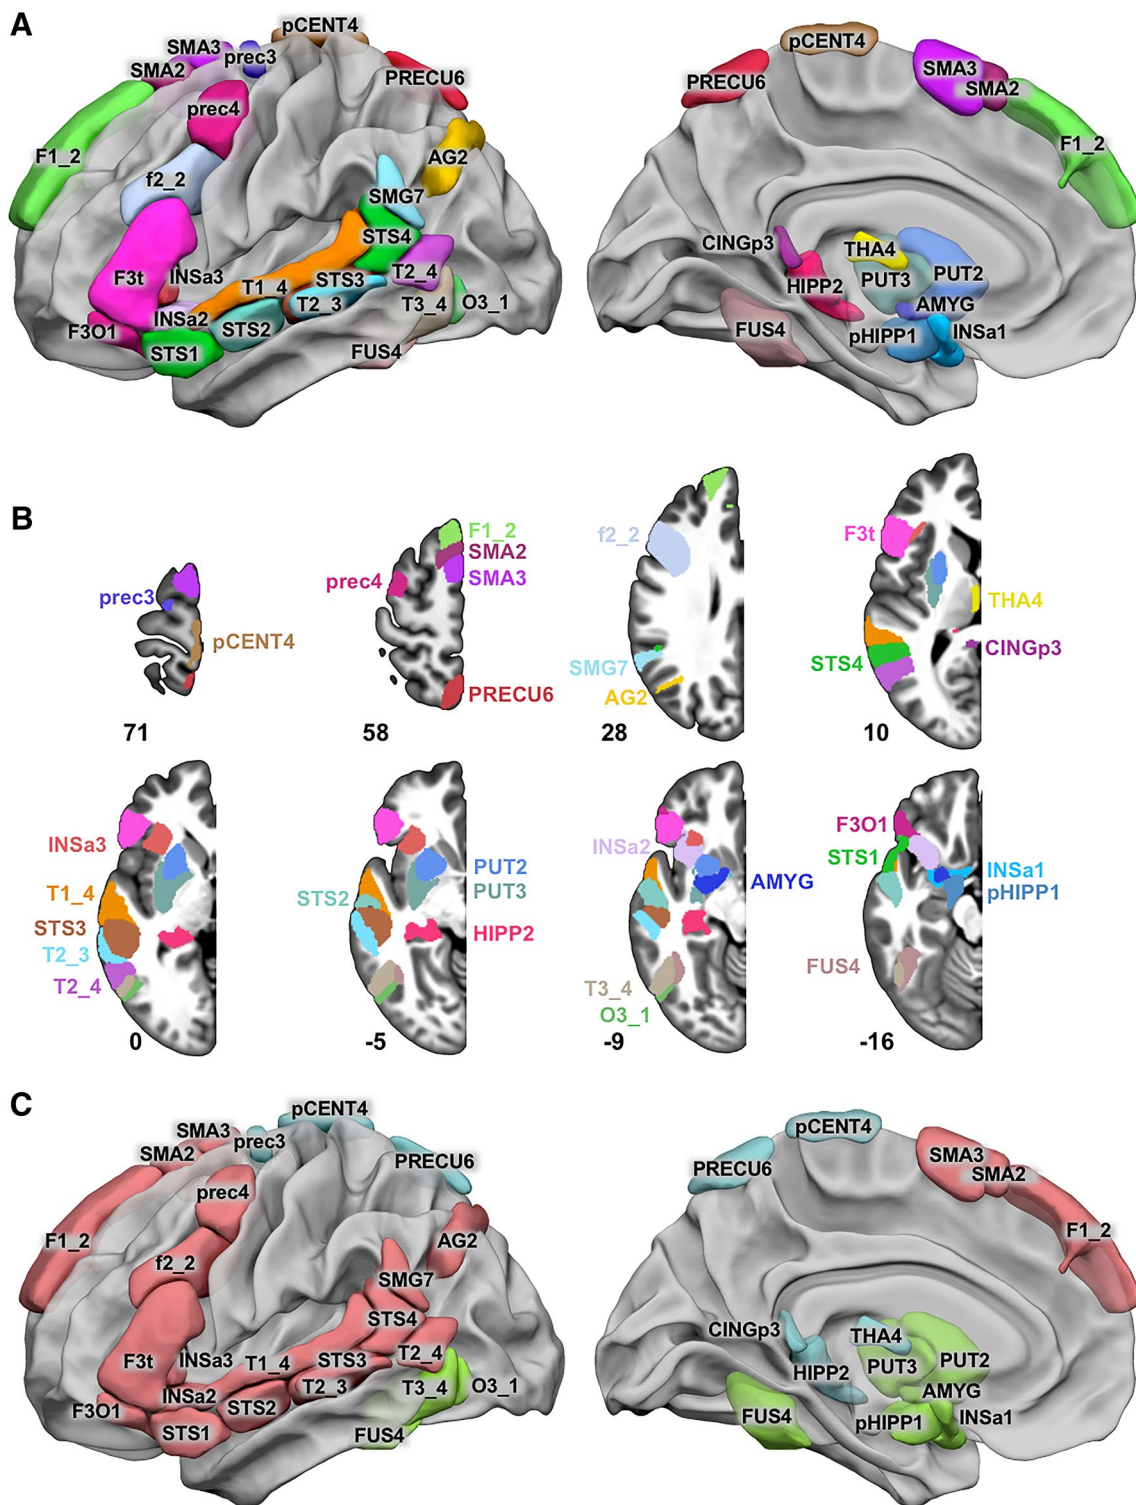 A
pCENT4
SMA3
prec3
SMA2
PRECU6
prec4
F1_2
AG2
f2_2
SMG7
STS4
F3t
INSa3
T2_4
T1_4
STS3
T2_3
T3_4
O3_1
INSa2
F3O1
STS2
STS1
FUS4
pCENT4
PRECU6
SMA3
SMA2
F1_2
CINGp3
THA4
PUT3
PUT2
HIPP2
AMYG
FUS4
pHIPP1
INSa1
B
prec3
pCENT4
71
F1_2
SMA2
prec4
SMA3
PRECU6
58
f2_2
SMG7
AG2
28
F3t
THA4
CINGp3
STS4
10
INSa3
T1_4
STS3
T2_3
T2_4
0
PUT2
PUT3
STS2
HIPP2
-5
INSa2
AMYG
T3_4
O3_1
-9
F3O1
STS1
INSa1
pHIPP1
FUS4
-16
C
pCENT4
SMA3
prec3
SMA2
PRECU6
prec4
F1_2
AG2
f2_2
SMG7
STS4
F3t
INSa3
T1_4
STS3
T2_4
T2_3
T3_4
O3_1
INSa2
F3O1
STS2
STS1
FUS4
pCENT4
PRECU6
SMA3
SMA2
F1_2
CINGp3
THA4
PUT3
PUT2
HIPP2
AMYG
FUS4
pHIPP1
INSa1